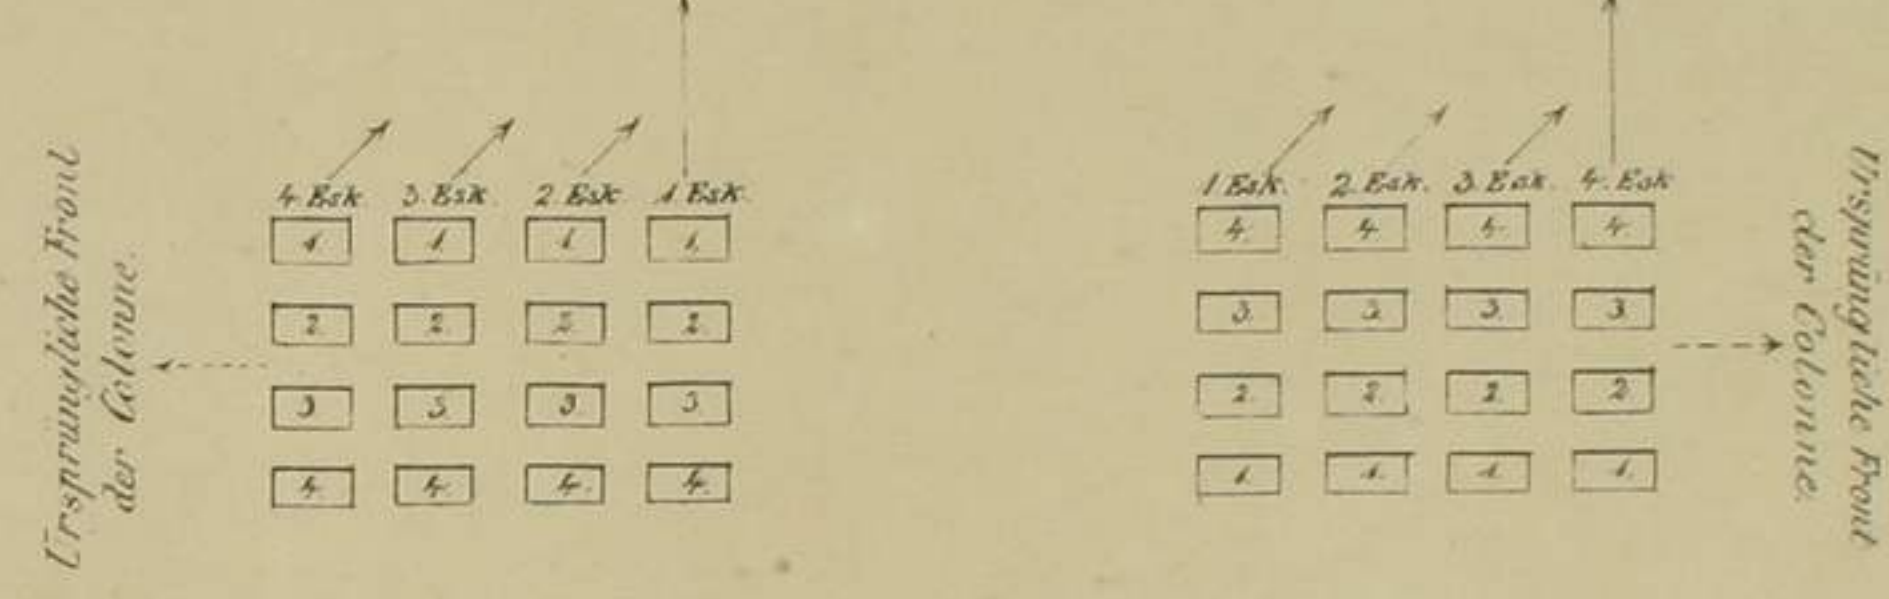 Ursprüngliche Front
der Colonne.
4. Esk. 3. Esk. 2. Esk. 1. Esk.
1. 1. 1. 1.
2. 2. 2. 2.
3. 3. 3. 3.
4. 4. 4. 4.
1 Esk. 2. Esk. 3. Esk. 4. Esk
4. 4. 4. 4.
3. 3. 3. 3.
2. 2. 2. 2.
1. 1. 1. 1.
Ursprüngliche Front
der Colonne.